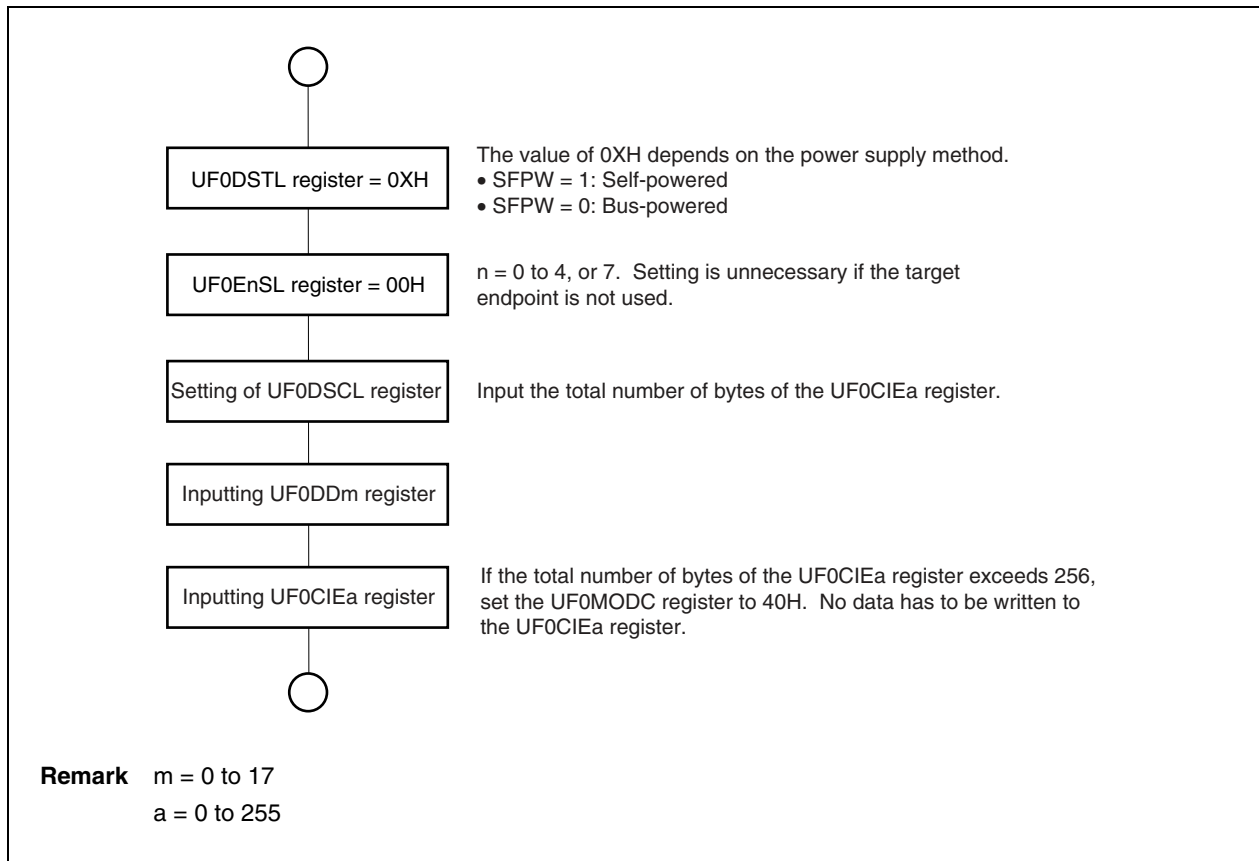 UF0DSTL register = 0XH
The value of 0XH depends on the power supply method.
• SFPW = 1: Self-powered
• SFPW = 0: Bus-powered
UF0EnSL register = 00H
n = 0 to 4, or 7.  Setting is unnecessary if the target
endpoint is not used.
Setting of UF0DSCL register
Input the total number of bytes of the UF0CIEa register.
Inputting UF0DDm register
Inputting UF0CIEa register
If the total number of bytes of the UF0CIEa register exceeds 256,
set the UF0MODC register to 40H.  No data has to be written to
the UF0CIEa register.
Remark m = 0 to 17
a = 0 to 255